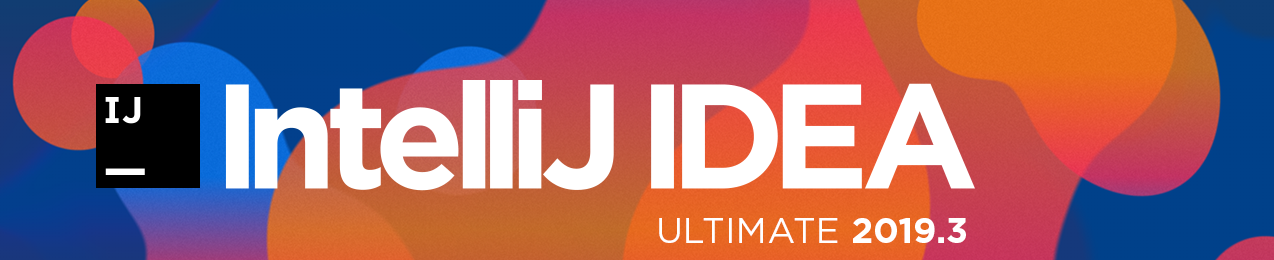 IJ
IntelliJ IDEA
ULTIMATE 2019.3